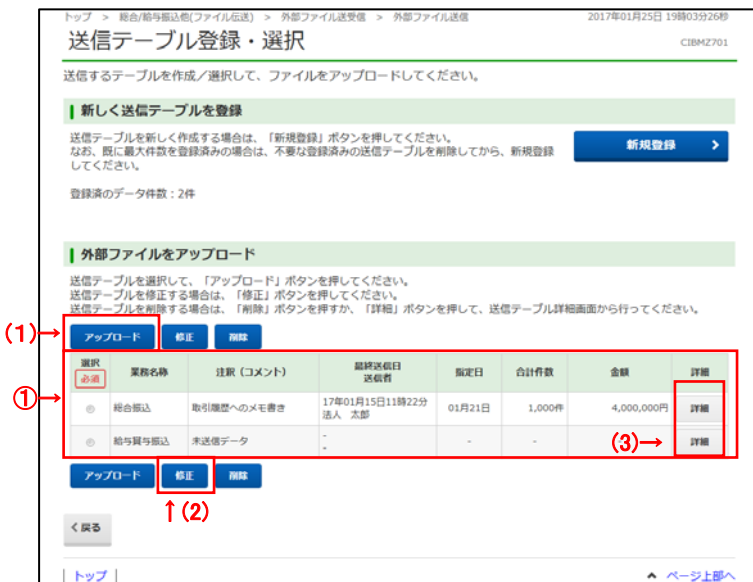 トップ > 総合/給与振込他(ファイル伝送) > 外部ファイル送受信 > 外部ファイル送信
2017年01月25日 19時03分26秒
送信テーブル登録・選択
CIBMZ701
送信するテーブルを作成／選択して、ファイルをアップロードしてください。
新しく送信テーブルを登録
送信テーブルを新しく作成する場合は、「新規登録」ボタンを押してください。
なお、既に最大件数を登録済みの場合は、不要な登録済みの送信テーブルを削除してから、新規登録
してください。
新規登録 >
登録済のデータ件数：2件
外部ファイルをアップロード
送信テーブルを選択して、「アップロード」ボタンを押してください。
送信テーブルを修正する場合は、「修正」ボタンを押してください。
送信テーブルを削除する場合は、「削除」ボタンを押すか、「詳細」ボタンを押して、送信テーブル詳細画面から行ってください。
(1)→ アップロード 修正 削除
選択 必須 業務名称 注釈（コメント） 最終送信日 送信者 指定日 合計件数 金額 詳細
①→
総合振込 取引履歴へのメモ書き 17年01月15日11時22分 法人 太郎 01月21日 1,000件 4,000,000円 詳細
給与賞与振込 未送信データ - - - - (3)→ 詳細
アップロード 修正 削除
↑(2)
< 戻る
トップ
ページ上部へ